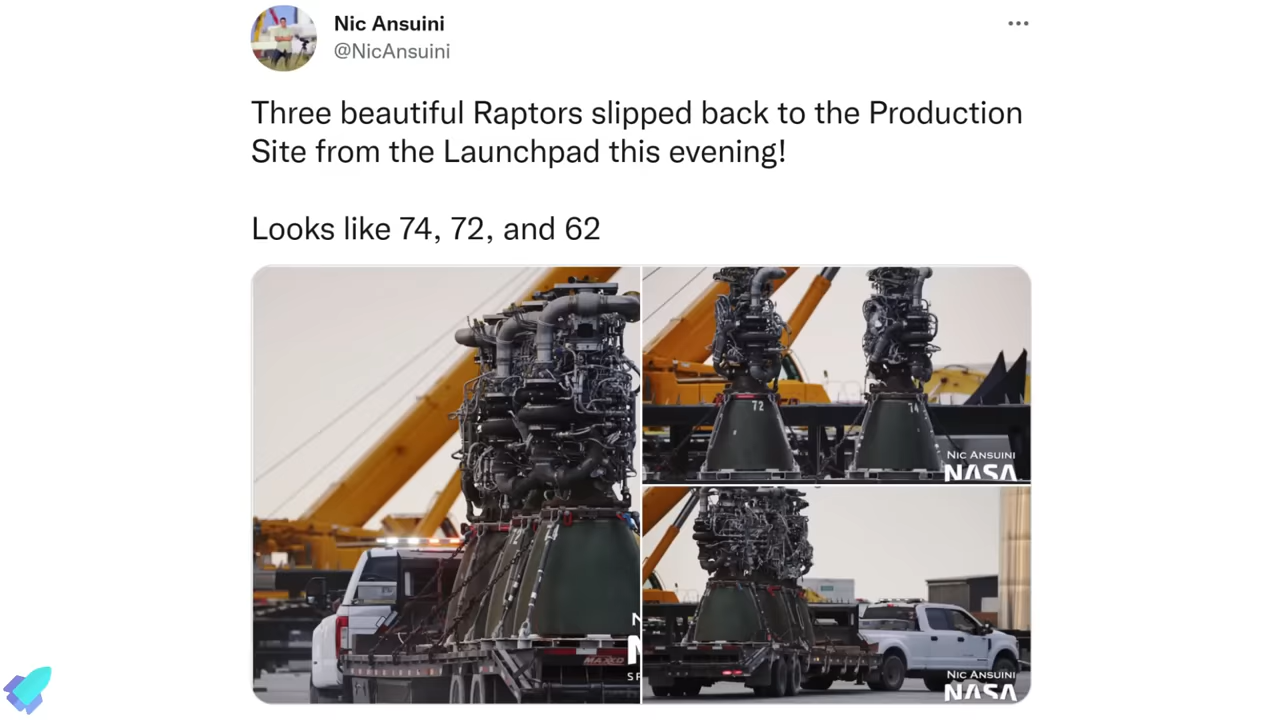 Nic Ansuini
@NicAnsuini
Three beautiful Raptors slipped back to the Production
Site from the Launchpad this evening!
Looks like 74, 72, and 62
72
74
Nic Ansuini
NASA
Nic Ansuini
NASA